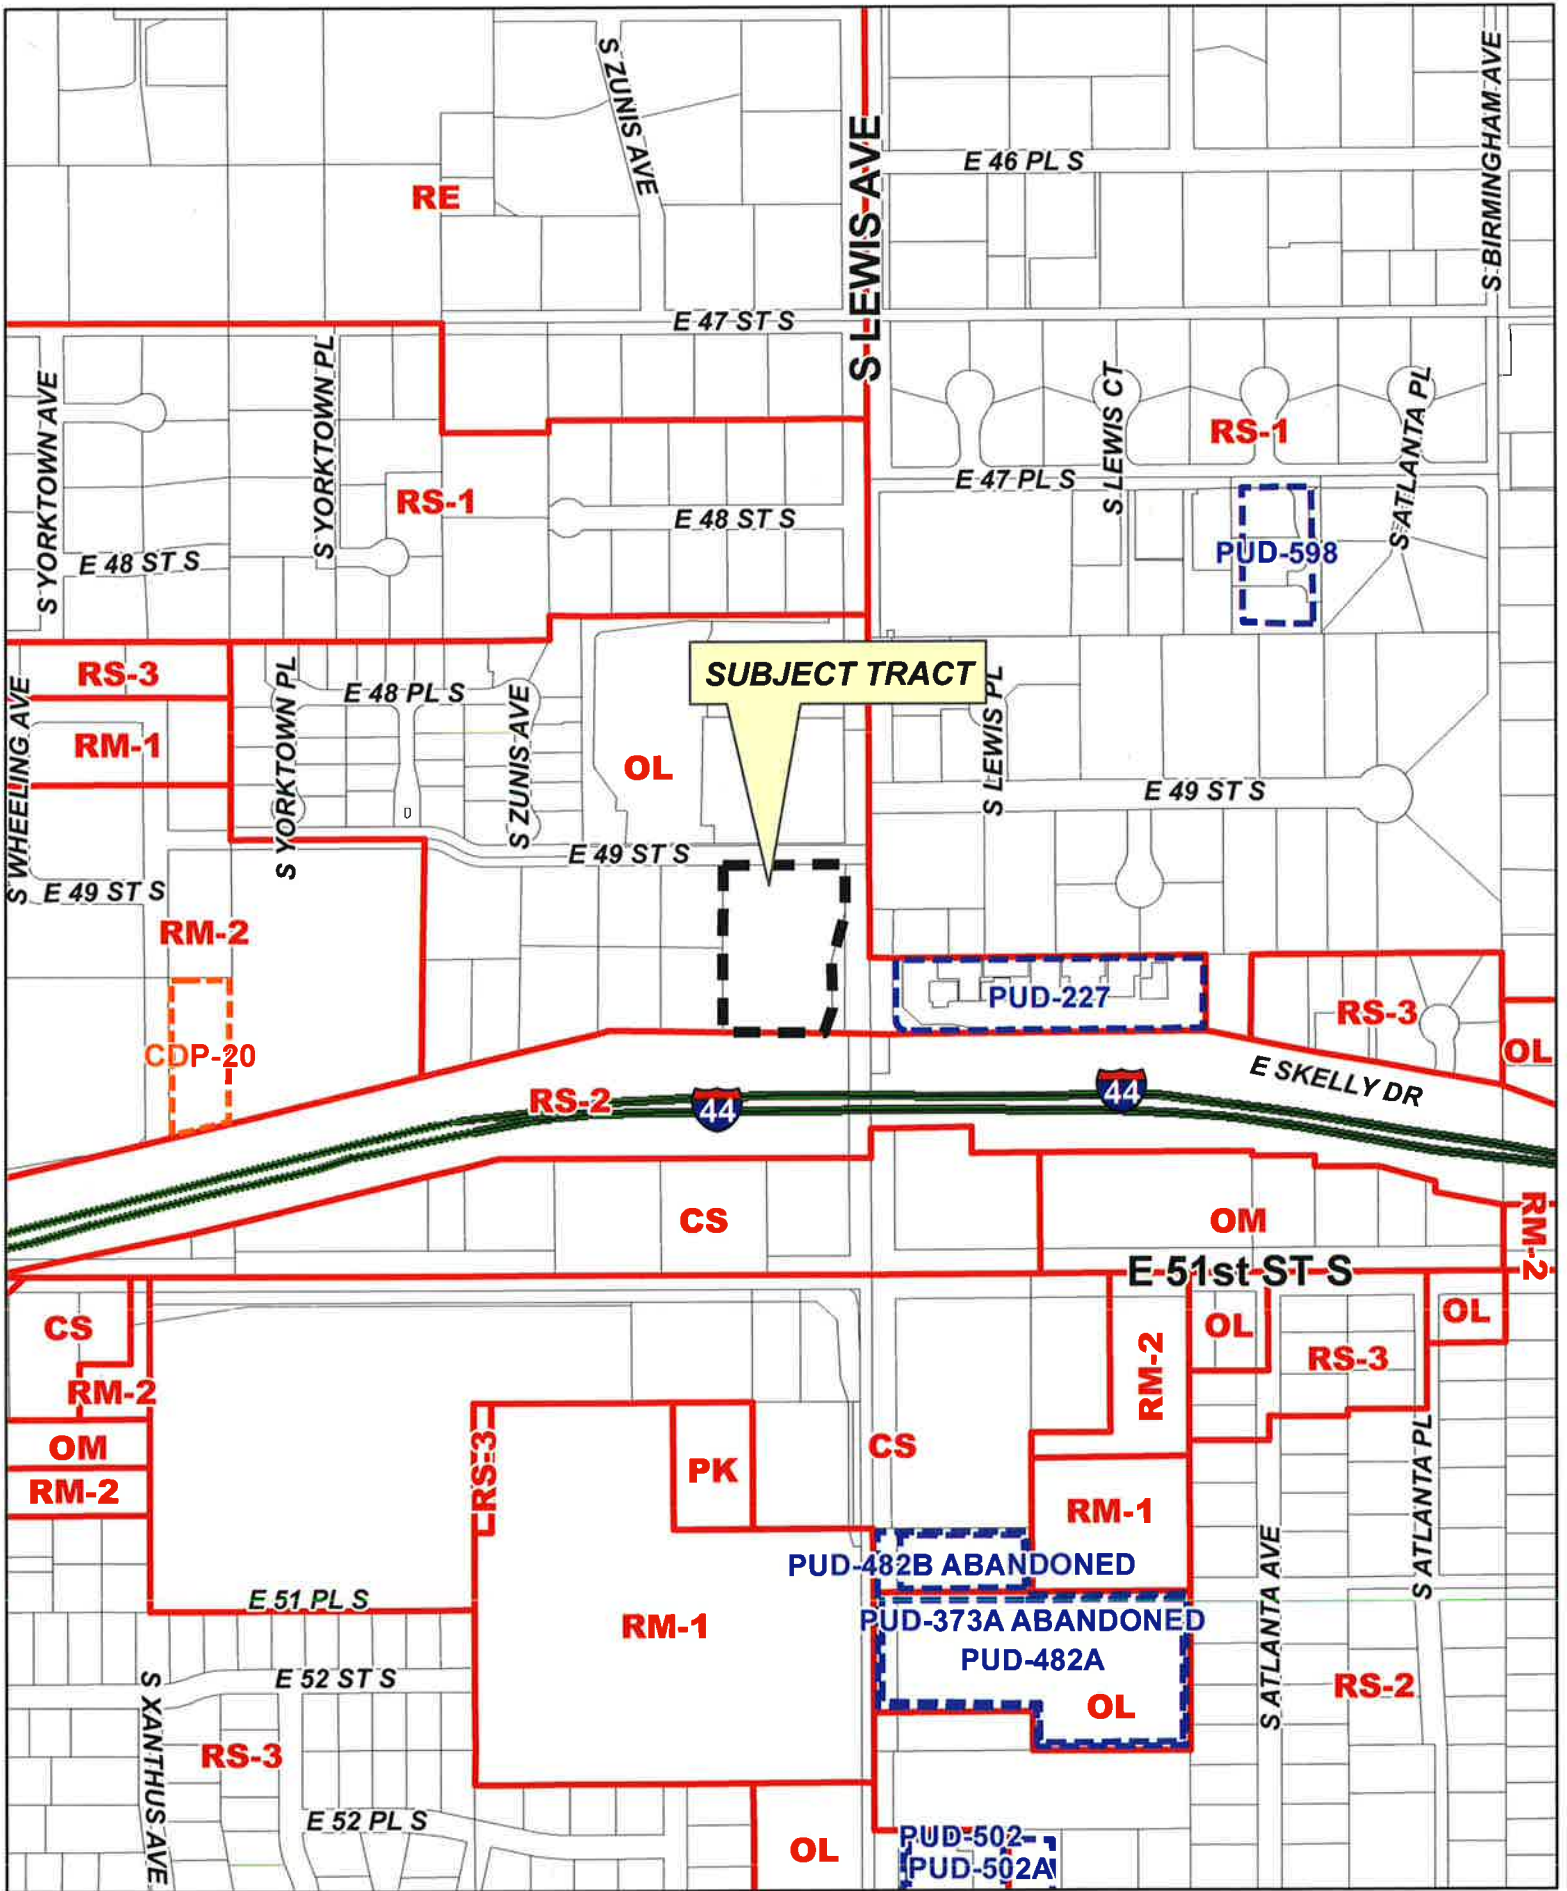 S ZUNIS AVE
S LEWIS AVE
S BIRMINGHAM AVE
E 46 PL S
RE
E 47 ST S
S YORKTOWN AVE
S YORKTOWN PL
S LEWIS CT
S ATLANTA PL
RS-1
E 47 PL S
RS-1
E 48 ST S
PUD-598
E 48 ST S
RS-3
SUBJECT TRACT
S WHEELING AVE
S YORKTOWN PL
E 48 PL S
S ZUNIS AVE
S LEWIS PL
RM-1
OL
E 49 ST S
E 49 ST S
E 49 ST S
RM-2
PUD-227
RS-3
OL
CDP-20
E SKELLY DR
RS-2
44
44
CS
OM
RM-2
E 51st ST S
CS
OL
OL
RM-2
RS-3
RM-2
OM
RM-2
RS-3
PK
CS
RM-1
PUD-482B ABANDONED
S ATLANTA AVE
S ATLANTA PL
E 51 PL S
RM-1
PUD-373A ABANDONED
PUD-482A
OL
RS-2
E 52 ST S
S XANTHUS AVE
RS-3
E 52 PL S
OL
PUD-502
PUD-502A